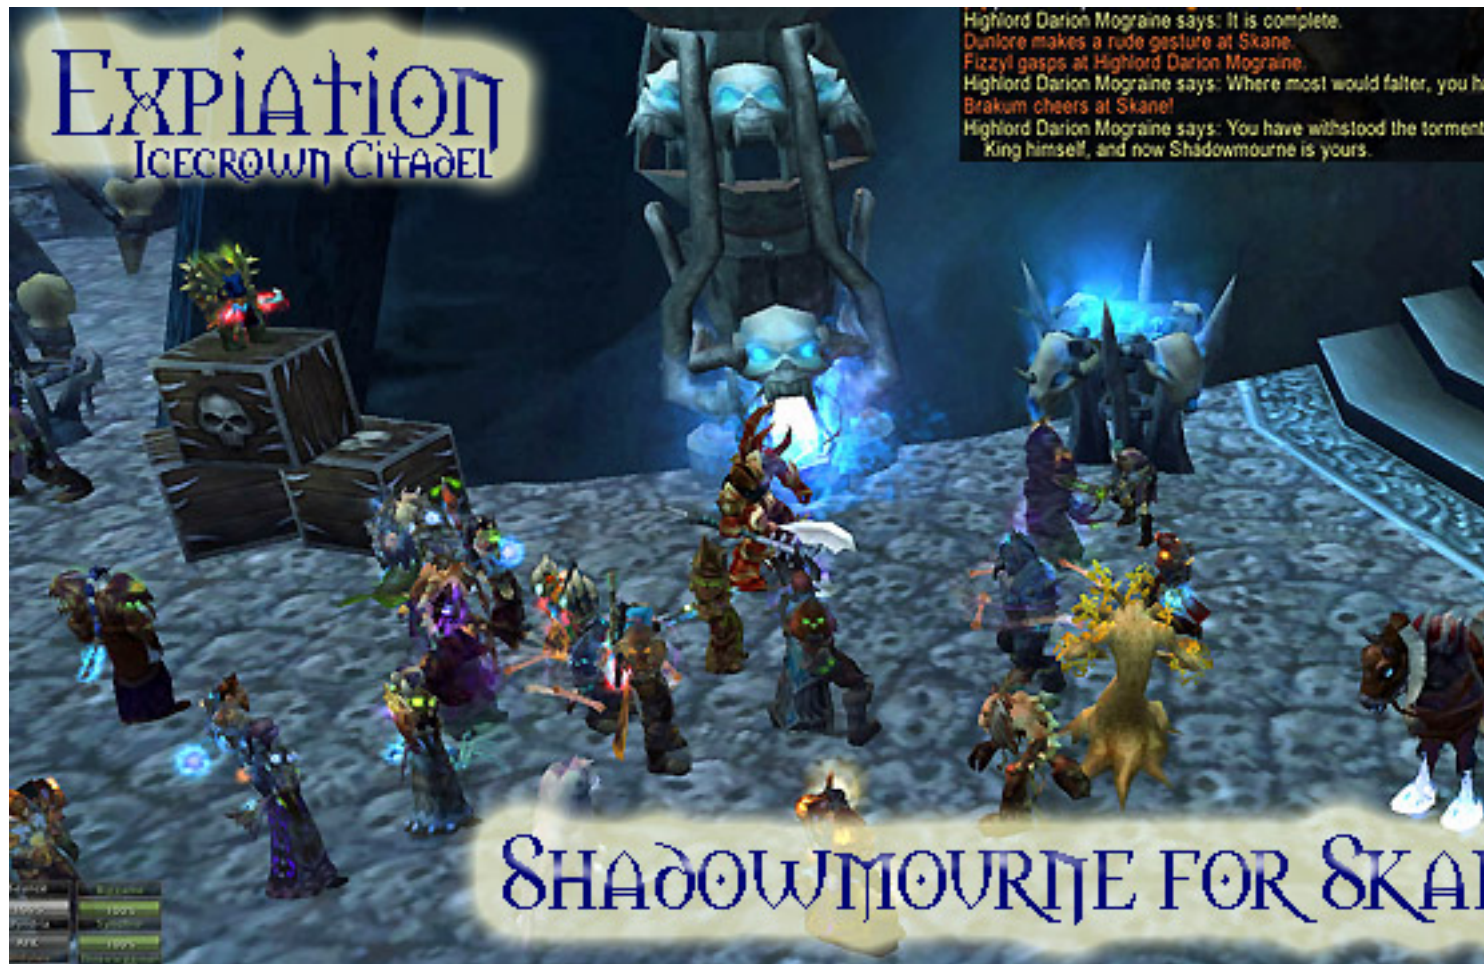 Expiation
Icecrown Citadel
Highlord Darion Mograine says: It is complete.
Dunlore makes a rude gesture at Skane.
Fizzyl gasps at Highlord Darion Mograine.
Highlord Darion Mograine says: Where most would falter, you
Brakum cheers at Skane!
Highlord Darion Mograine says: You have withstood the
King himself, and now Shadowmourne is yours.
Shadowmourne for
100%
100%